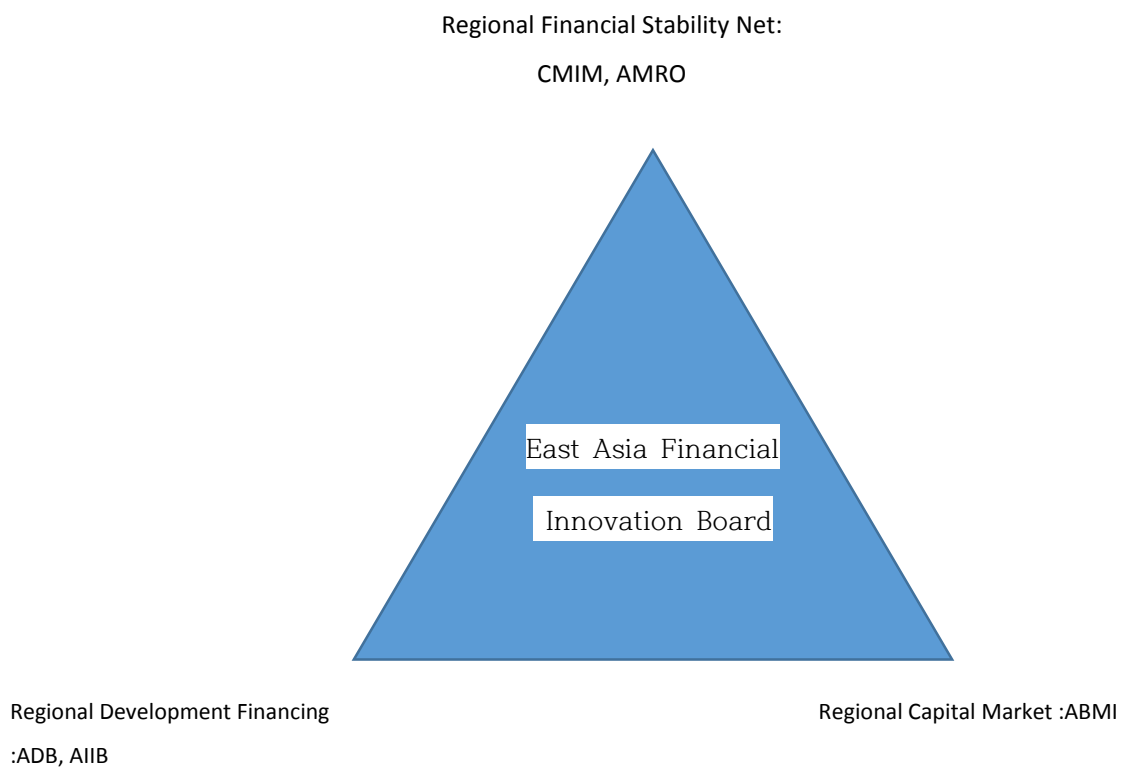 Regional Financial Stability Net:
CMIM, AMRO
East Asia Financial
Innovation Board
Regional Development Financing
:ADB, AIIB
Regional Capital Market :ABMI